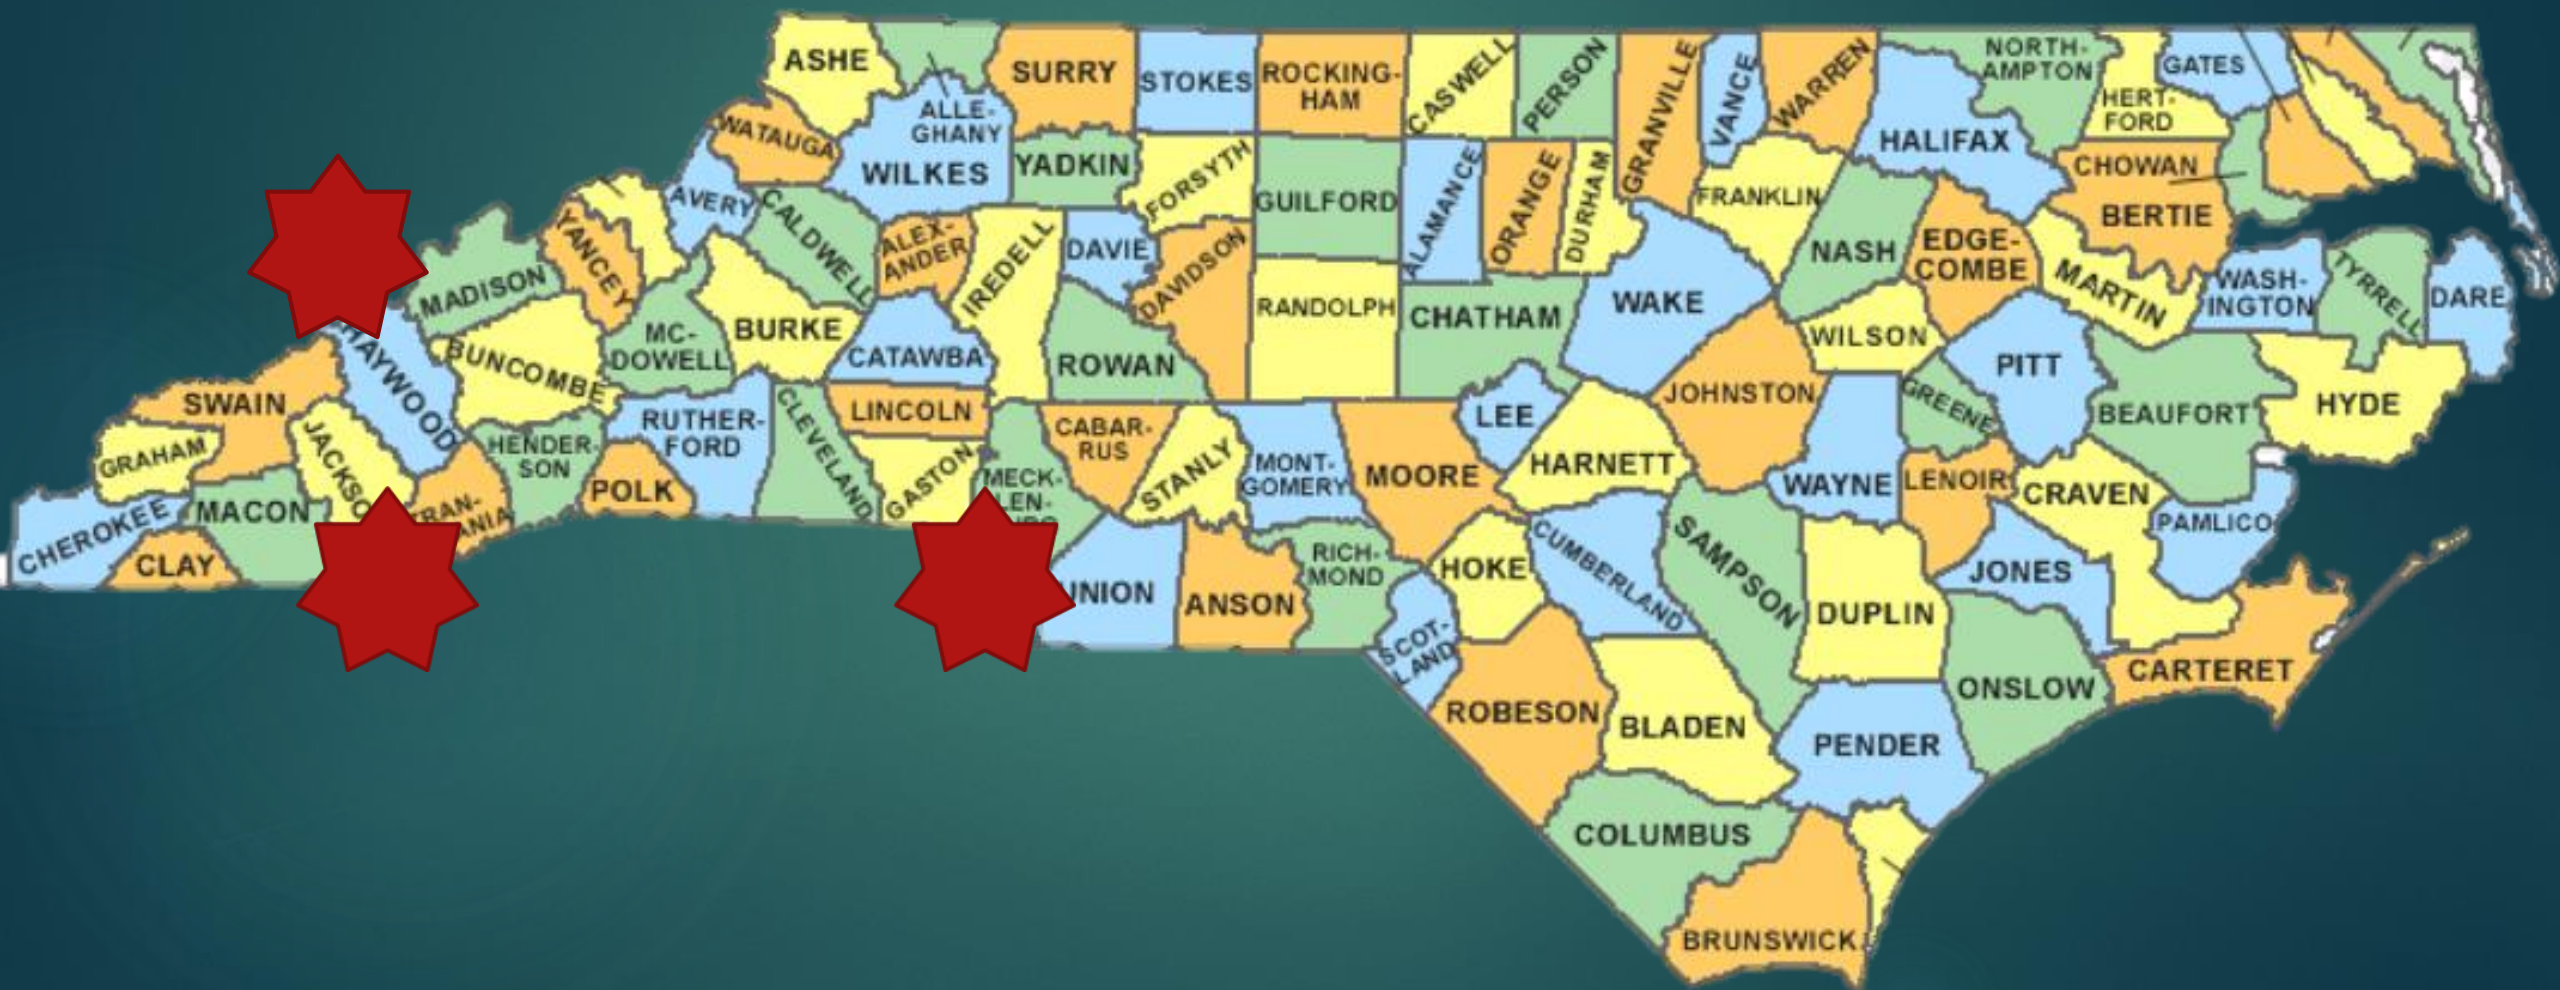 ASHE
SURRY
STOKES
ROCKING-
HAM
CASWELL
PERSON
GRANVILLE
VANCE
WARREN
NORTH-
AMPTON
GATES
HERT-
FORD
ALLE-
GHANY
WATAUGA
WILKES
YADKIN
FORSYTH
GUILFORD
ALAMANCE
ORANGE
DURHAM
FRANKLIN
HALIFAX
CHOWAN
BERTIE
AVERY
CALDWELL
ALEX-
ANDER
IREDELL
DAVIE
DAVIDSON
RANDOLPH
CHATHAM
WAKE
NASH
EDGE-
COMBE
MARTIN
WASH-
INGTON
TYRRELL
DARE
MADISON
YANCEY
MC-
DOWELL
BURKE
CATAWBA
ROWAN
WILSON
PITT
BEAUFORT
HYDE
HAYWOOD
BUNCOMBE
SWAIN
GRAHAM
JACKSO
HENDER-
SON
RUTHER-
FORD
CLEVELAND
LINCOLN
GASTON
CABAR-
RUS
STANLY
MONT-
GOMERY
MOORE
LEE
HARNETT
JOHNSTON
WAYNE
GREENE
LENOIR
CRAVEN
PAMLICO
CHEROKEE
CLAY
MACON
RAN-
ANIA
POLK
MECK-
LEN-
UNION
ANSON
RICH-
MOND
SCOT-
LAND
HOKE
CUMBERLAND
SAMPSON
DUPLIN
JONES
ONSLOW
CARTERET
ROBESON
BLADEN
PENDER
COLUMBUS
BRUNSWICK